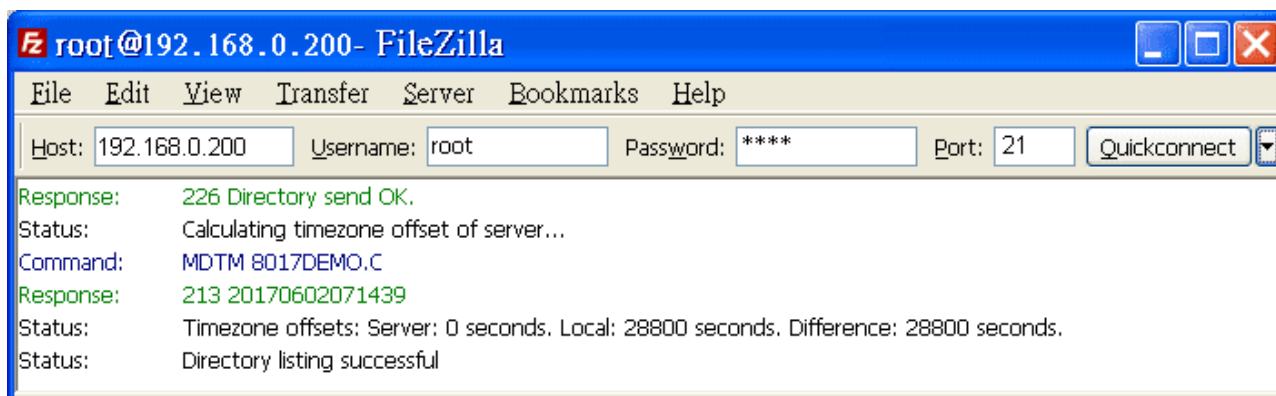 Fz root@192.168.0.200- FileZilla
File Edit View Transfer Server Bookmarks Help
Host: 192.168.0.200 Username: root Password: **** Port: 21 Quickconnect
Response: 226 Directory send OK.
Status: Calculating timezone offset of server...
Command: MDTM 8017DEMO.C
Response: 213 20170602071439
Status: Timezone offsets: Server: 0 seconds. Local: 28800 seconds. Difference: 28800 seconds.
Status: Directory listing successful